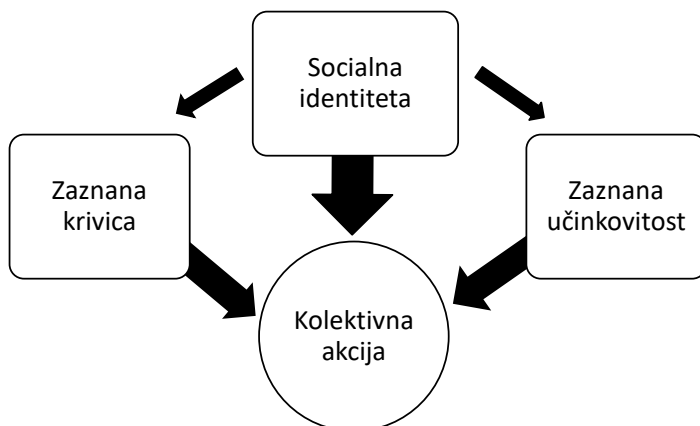 Socialna
identiteta
Zaznana
krivica
Zaznana
učinkovitost
Kolektivna
akcija